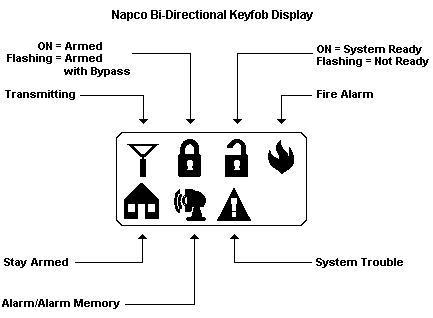 Napco Bi-Directional Keyfob Display
ON = Armed
Flashing = Armed
with Bypass
ON = System Ready
Flashing = Not Ready
Transmitting
Fire Alarm
Stay Armed
System Trouble
Alarm/Alarm Memory